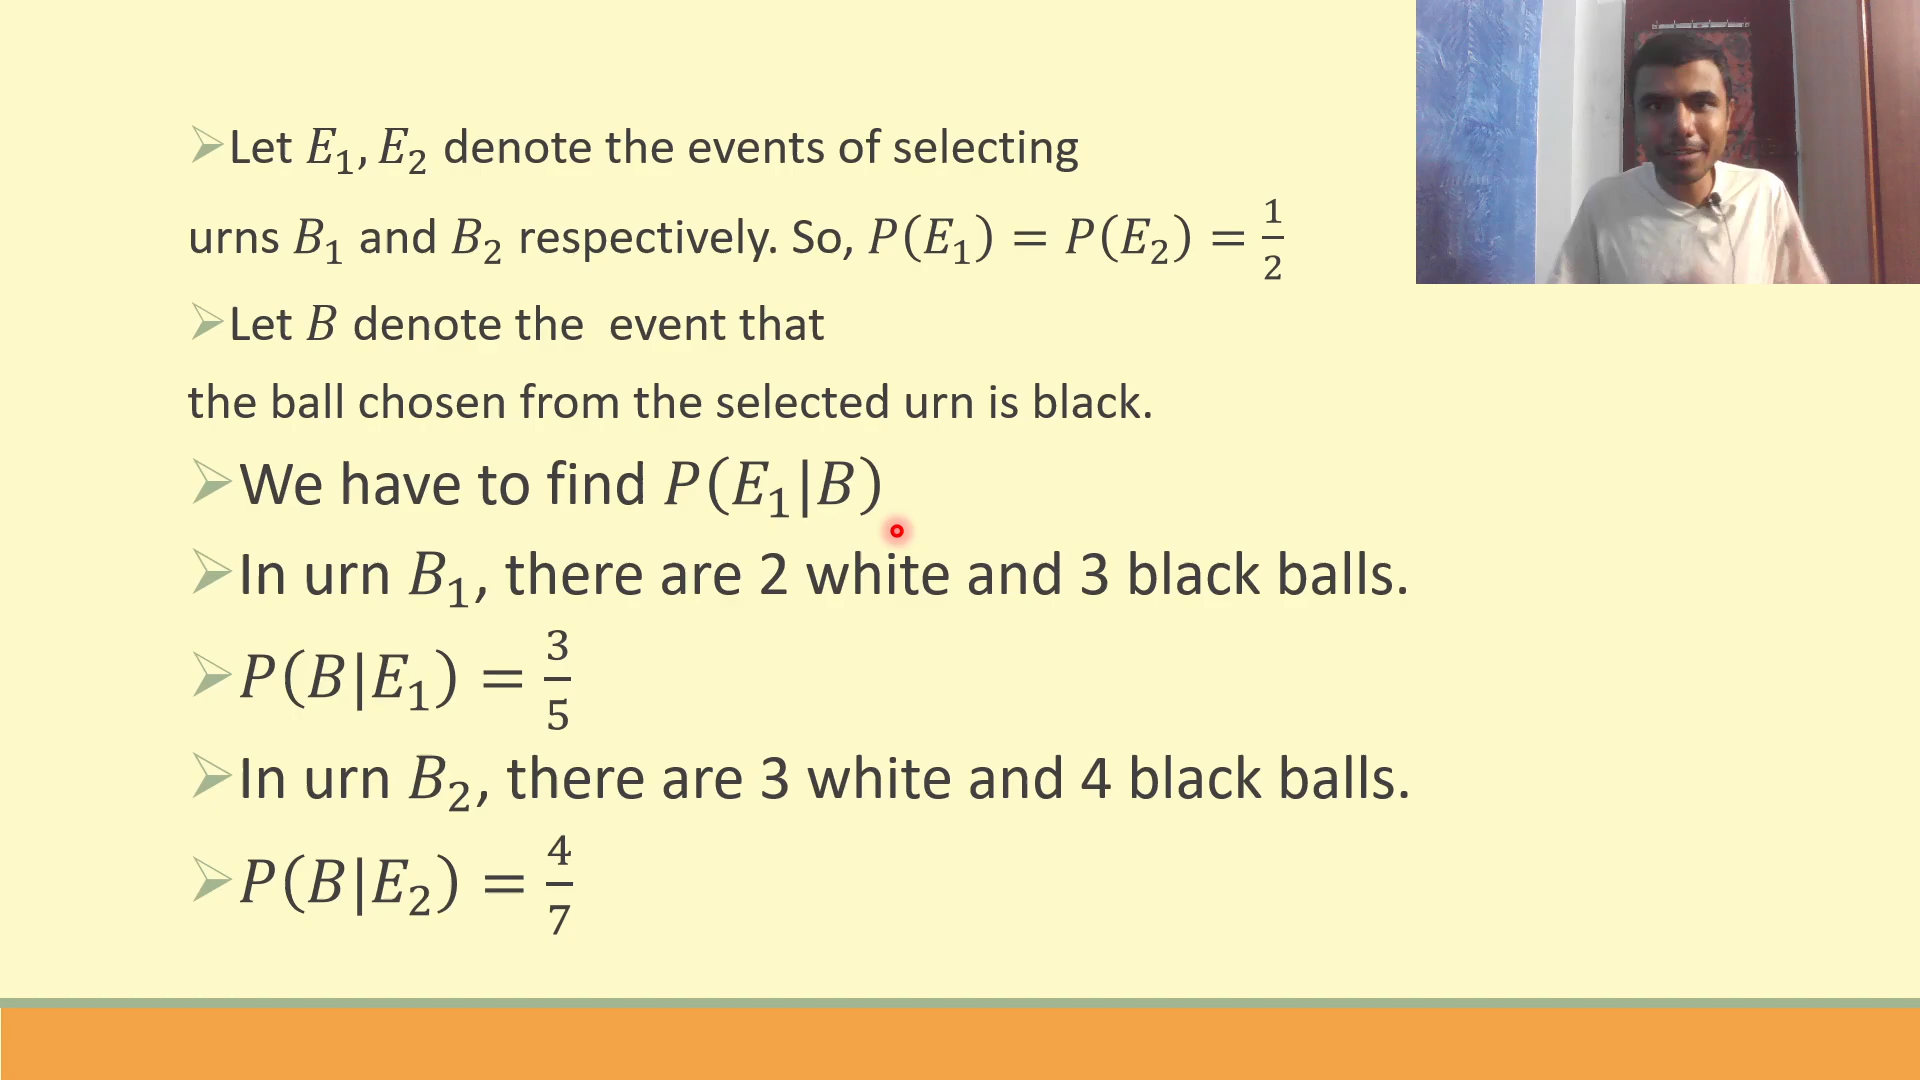 Let E₁, E₂ denote the events of selecting
urns B₁ and B₂ respectively. So, P(E₁) = P(E₂) = 1/2
Let B denote the event that
the ball chosen from the selected urn is black.
We have to find P(E₁|B)
In urn B₁, there are 2 white and 3 black balls.
P(B|E₁) = 3/5
In urn B₂, there are 3 white and 4 black balls.
P(B|E₂) = 4/7